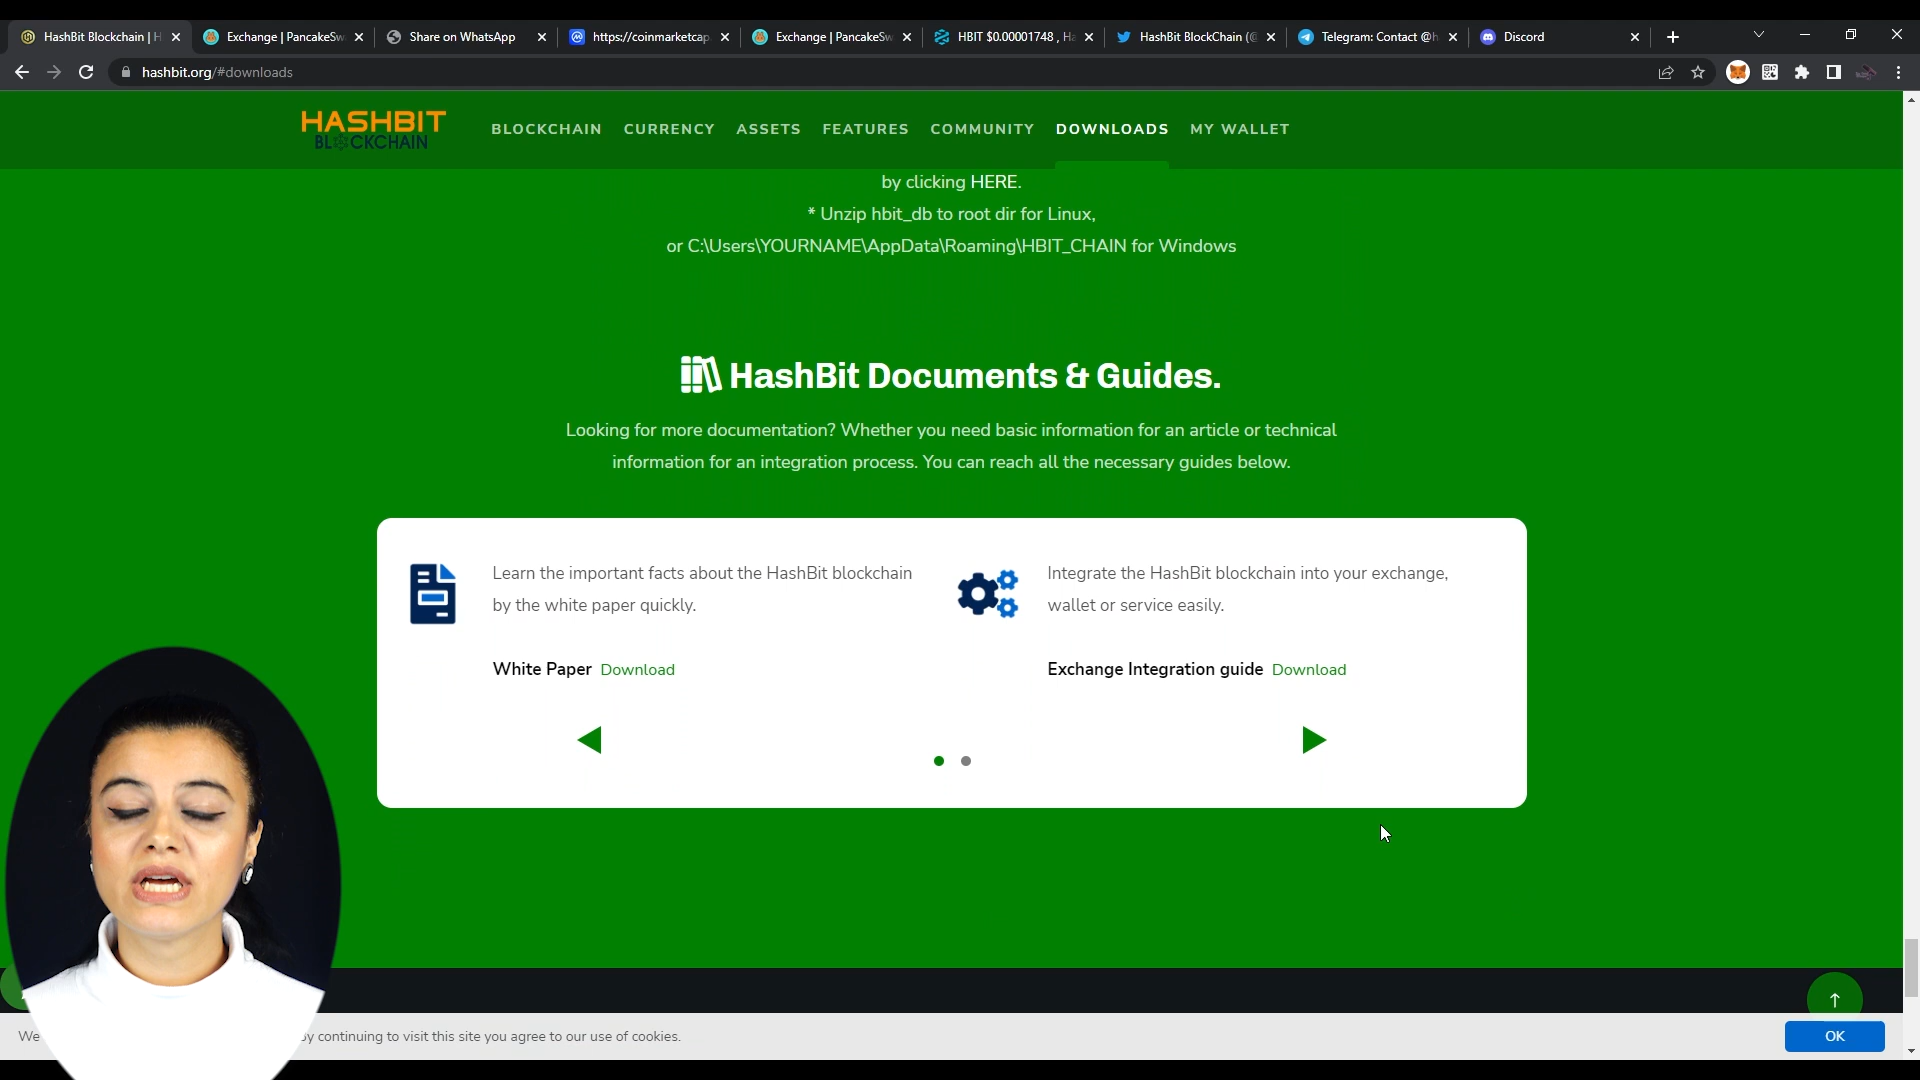 HashBit Blockchain | H
Exchange | PancakeSw
Share on WhatsApp
https://coinmarketcap.
Exchange | PancakeSw
HBIT $0.00001748 , Ha
HashBit BlockChain (@
Telegram: Contact @h
Discord
hashbit.org/#downloads
HASHBIT
BLOCKCHAIN
BLOCKCHAIN
CURRENCY
ASSETS
FEATURES
COMMUNITY
DOWNLOADS
MY WALLET
by clicking HERE.
* Unzip hbit_db to root dir for Linux,
or C:\Users\YOURNAME\AppData\Roaming\HBIT_CHAIN for Windows
HashBit Documents & Guides.
Looking for more documentation? Whether you need basic information for an article or technical
information for an integration process. You can reach all the necessary guides below.
Learn the important facts about the HashBit blockchain
by the white paper quickly.
White Paper Download
Integrate the HashBit blockchain into your exchange,
wallet or service easily.
Exchange Integration guide Download
We
by continuing to visit this site you agree to our use of cookies.
OK